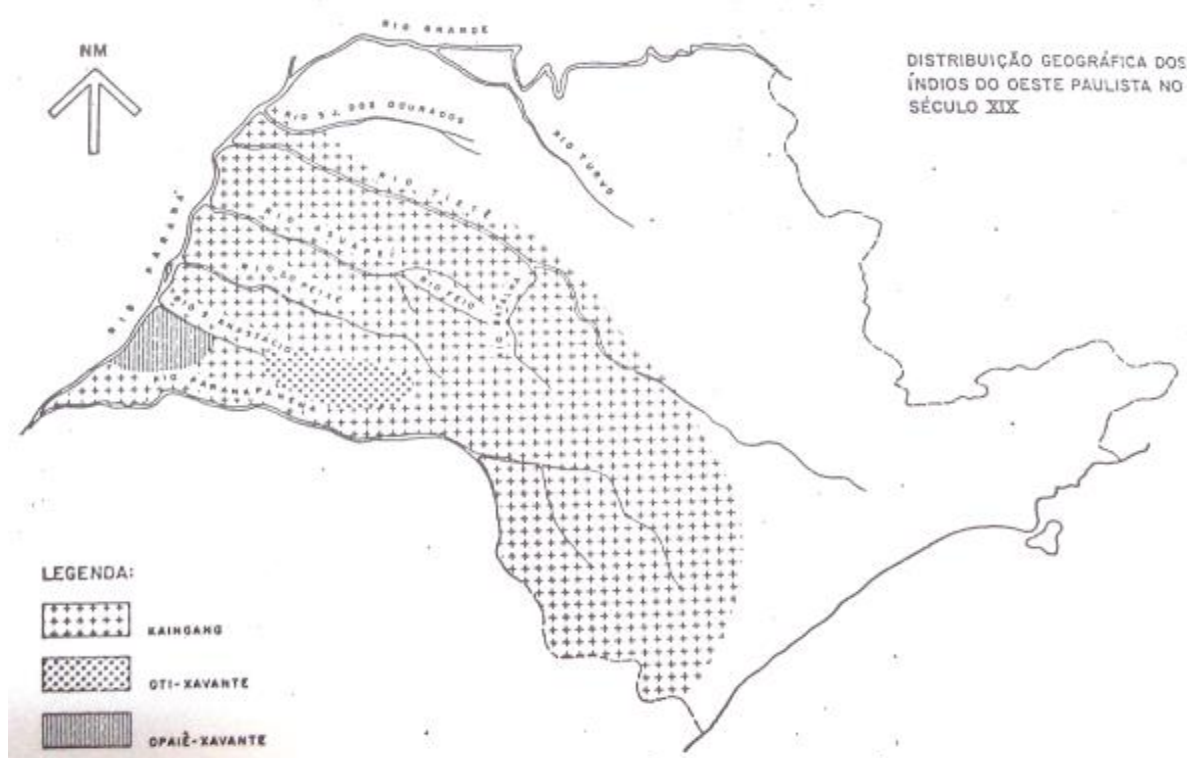 RIO GRANDE
NM
DISTRIBUIÇÃO GEOGRÁFICA DOS
ÍNDIOS DO OESTE PAULISTA NO
SÉCULO XIX
RIO S J. DOS DOURADOS
RIO TURVO
RIO TIETÊ
RIO PARANÁ
RIO AGUAPEÍ
RIO DO PEIXE
RIO FEIO
LEGENDA:
KAINGANG
OTI-XAVANTE
OPAIÊ-XAVANTE